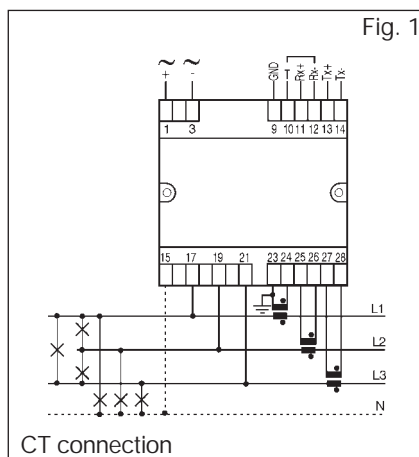 Fig. 1
~ ~
+ -
GND T Rx+ Rx- Tx+ Tx-
1 3 9 10 11 12 13 14
15 17 19 21 23 24 25 26 27 28
L1
L2
L3
N
CT connection